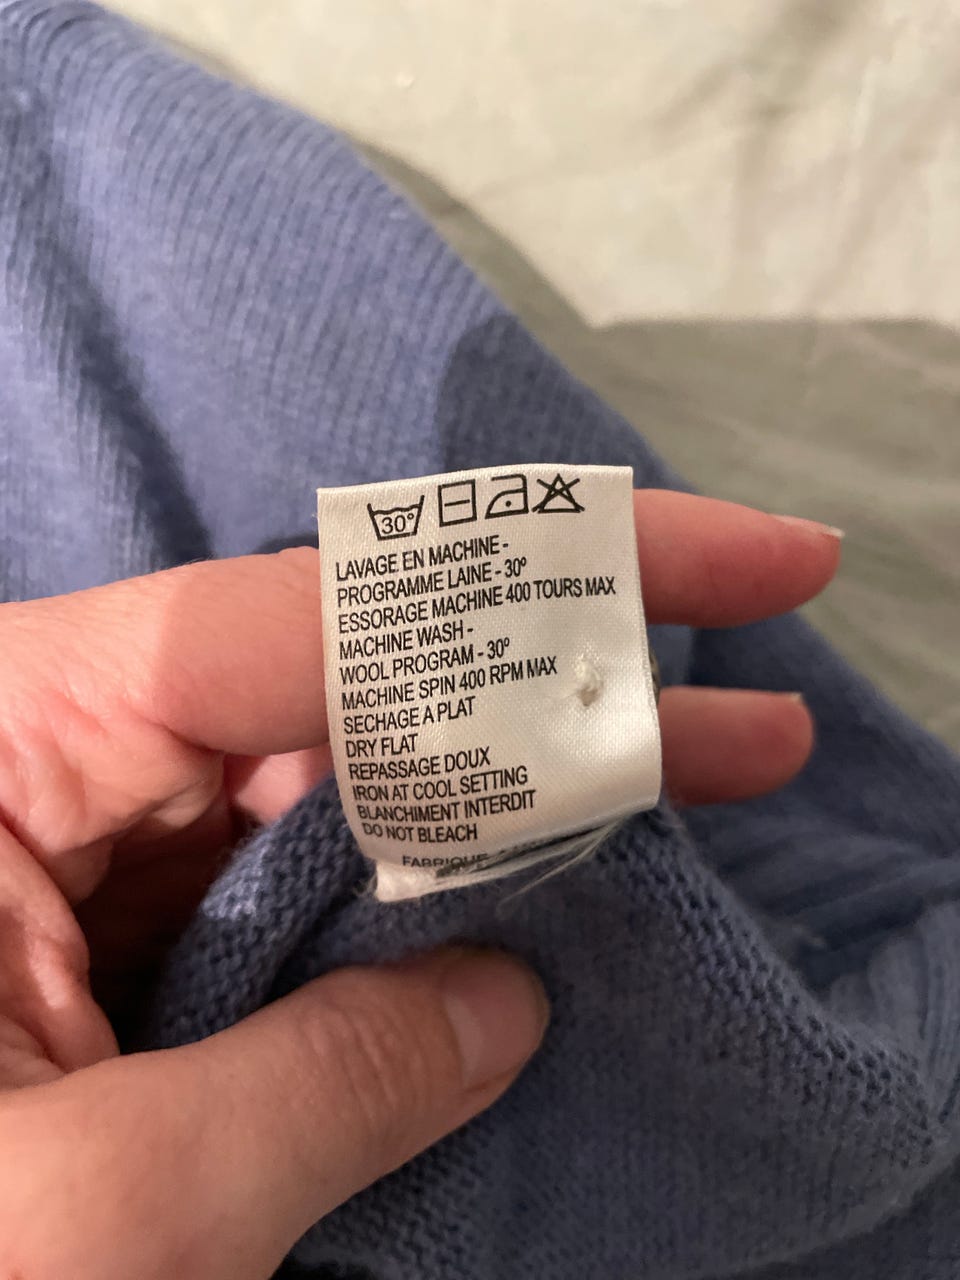 30°
LAVAGE EN MACHINE -
PROGRAMME LAINE - 30º
ESSORAGE MACHINE 400 TOURS MAX
MACHINE WASH -
WOOL PROGRAM - 30º
MACHINE SPIN 400 RPM MAX
SECHAGE A PLAT
DRY FLAT
REPASSAGE DOUX
IRON AT COOL SETTING
BLANCHIMENT INTERDIT
DO NOT BLEACH
FABRIQUE